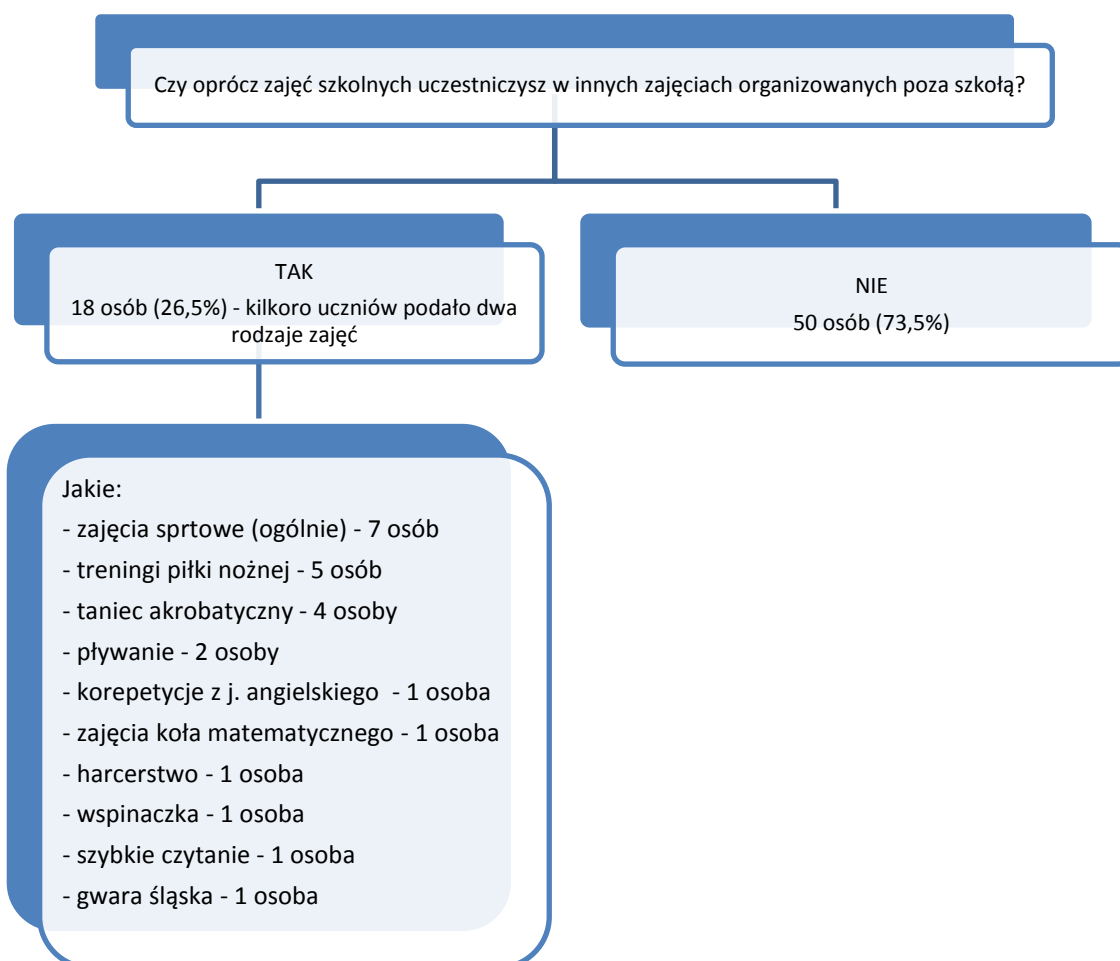 Czy oprócz zajęć szkolnych uczestniczysz w innych zajęciach organizowanych poza szkołą?
TAK
18 osób (26,5%) - kilkoro uczniów podało dwa
rodzaje zajęć
NIE
50 osób (73,5%)
Jakie:
- zajęcia sprtowe (ogólnie) - 7 osób
- treningi piłki nożnej - 5 osób
- taniec akrobatyczny - 4 osoby
- pływanie - 2 osoby
- korepetycje z j. angielskiego - 1 osoba
- zajęcia koła matematycznego - 1 osoba
- harcerstwo - 1 osoba
- wspinaczka - 1 osoba
- szybkie czytanie - 1 osoba
- gwara śląska - 1 osoba